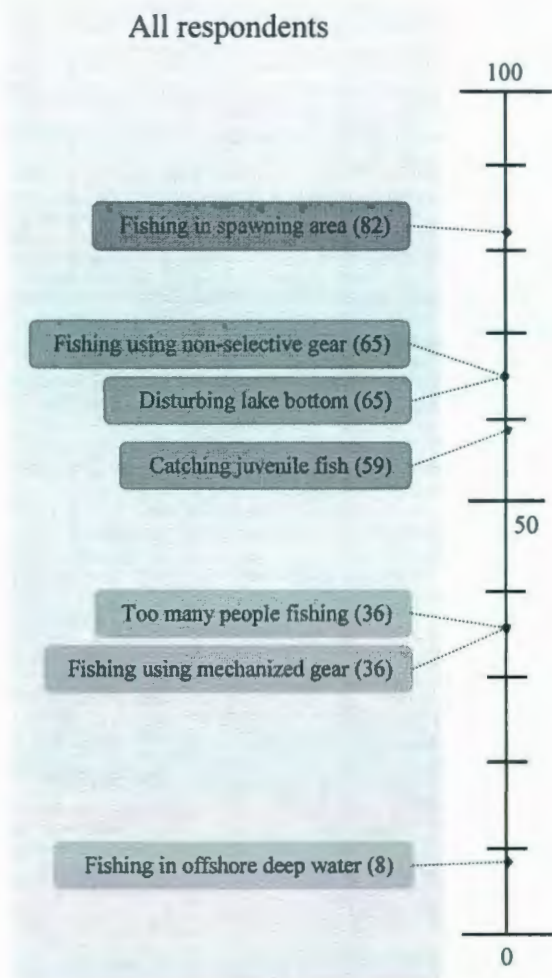 All respondents
100
Fishing in spawning area (82)
Fishing using non-selective gear (65)
Disturbing lake bottom (65)
Catching juvenile fish (59)
50
Too many people fishing (36)
Fishing using mechanized gear (36)
Fishing in offshore deep water (8)
0